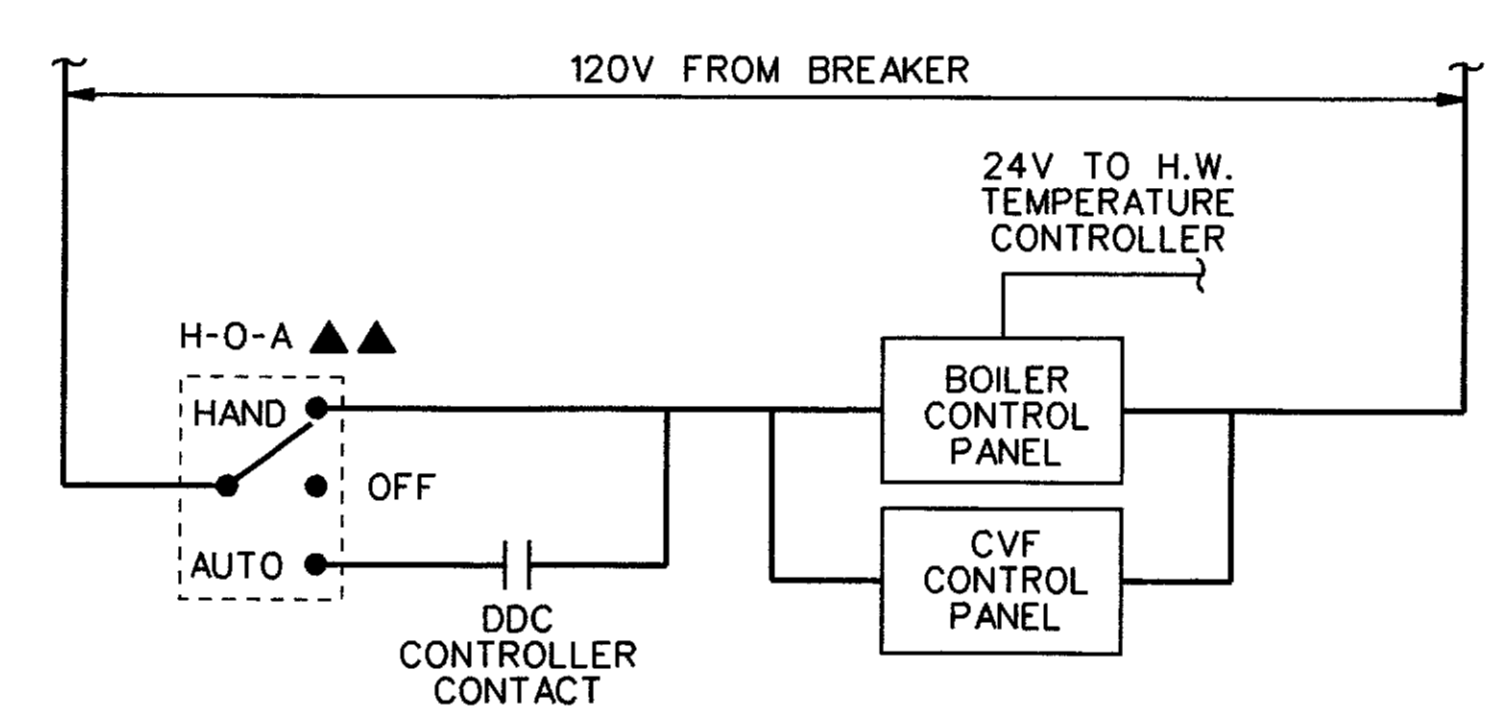 120V FROM BREAKER
24V TO H.W.
TEMPERATURE
CONTROLLER
H-O-A
HAND
OFF
AUTO
DDC
CONTROLLER
CONTACT
BOILER
CONTROL
PANEL
CVF
CONTROL
PANEL